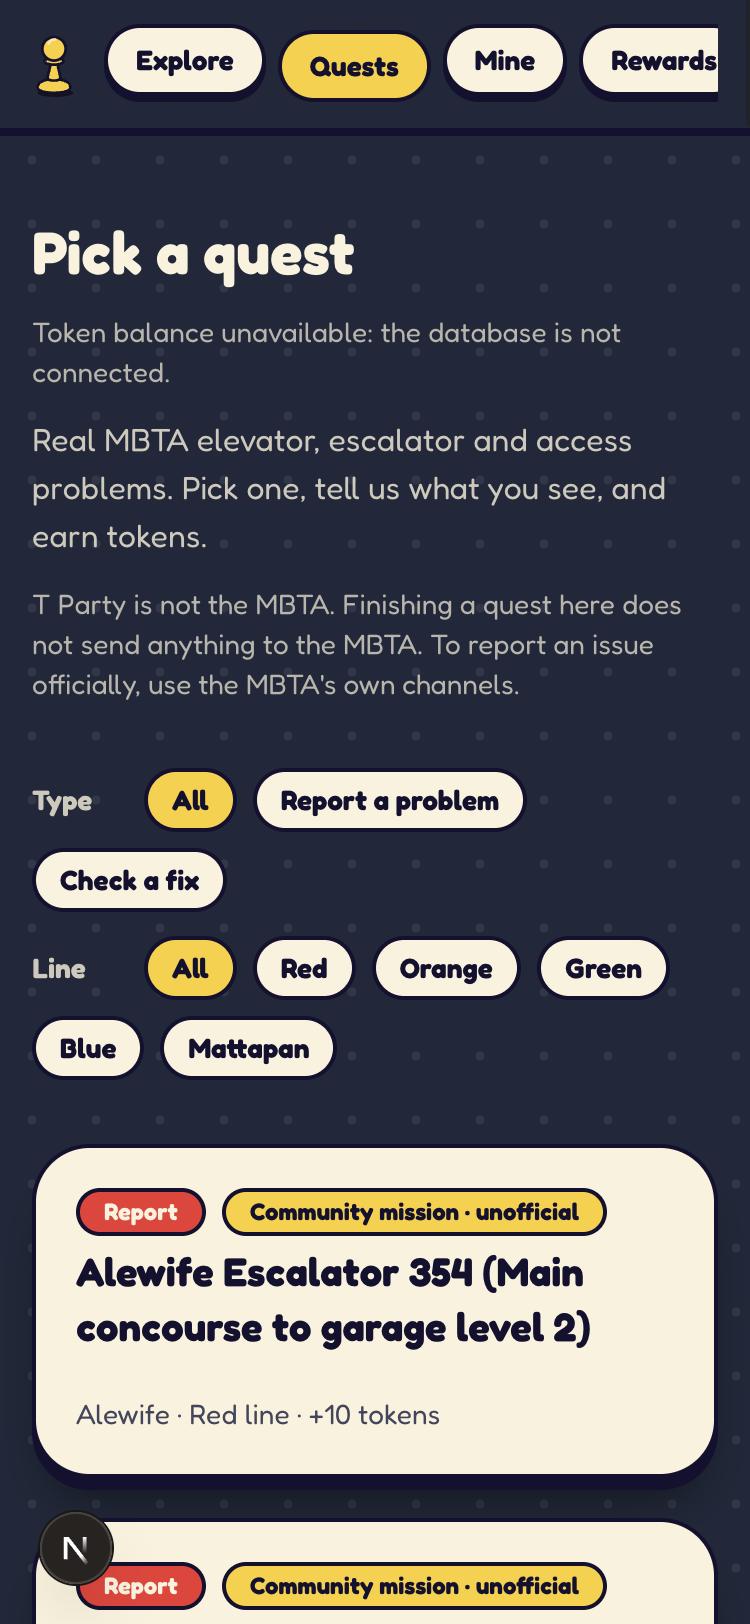 Explore Quests Mine Rewards
Pick a quest
Token balance unavailable: the database is not
connected.
Real MBTA elevator, escalator and access
problems. Pick one, tell us what you see, and
earn tokens.
T Party is not the MBTA. Finishing a quest here does
not send anything to the MBTA. To report an issue
officially, use the MBTA's own channels.
Type All Report a problem
Check a fix
Line All Red Orange Green
Blue Mattapan
Report Community mission · unofficial
Alewife Escalator 354 (Main
concourse to garage level 2)
Alewife · Red line · +10 tokens
N
Report Community mission · unofficial